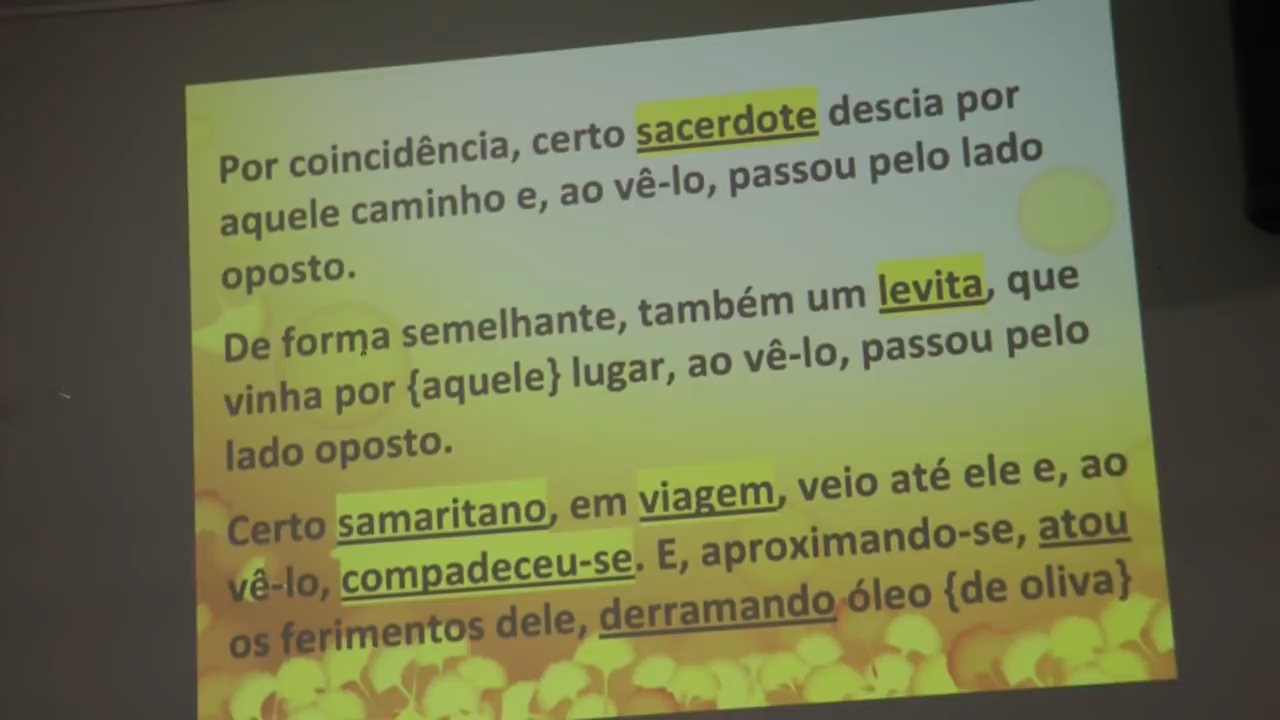 Por coincidência, certo sacerdote descia por
aquele caminho e, ao vê-lo, passou pelo lado
oposto.
De forma semelhante, também um levita, que
vinha por {aquele} lugar, ao vê-lo, passou pelo
lado oposto.
Certo samaritano, em viagem, veio até ele e, ao
vê-lo, compadeceu-se. E, aproximando-se, atou
os ferimentos dele, derramando óleo {de oliva}